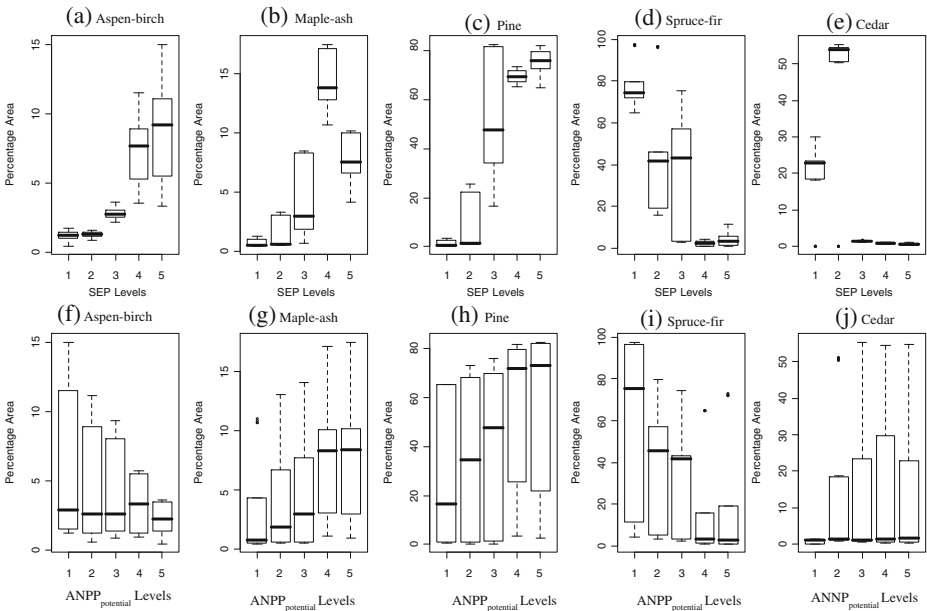 (a) Aspen-birch
(b) Maple-ash
(c) Pine
(d) Spruce-fir
(e) Cedar
Percentage Area
0 5 10 15
1 2 3 4 5
SEP Levels
Percentage Area
0 5 10 15
1 2 3 4 5
SEP Levels
Percentage Area
0 20 40 60 80
1 2 3 4 5
SEP Levels
Percentage Area
0 20 40 60 80 100
1 2 3 4 5
SEP Levels
Percentage Area
0 10 20 30 40 50
1 2 3 4 5
SEP Levels
(f) Aspen-birch
(g) Maple-ash
(h) Pine
(i) Spruce-fir
(j) Cedar
Percentage Area
0 5 10 15
1 2 3 4 5
ANPPpotential Levels
Percentage Area
0 5 10 15
1 2 3 4 5
ANPPpotential Levels
Percentage Area
0 20 40 60 80
1 2 3 4 5
ANPPpotential Levels
Percentage Area
0 20 40 60 80 100
1 2 3 4 5
ANPPpotential Levels
Percentage Area
0 10 20 30 40 50
1 2 3 4 5
ANNPpotential Levels